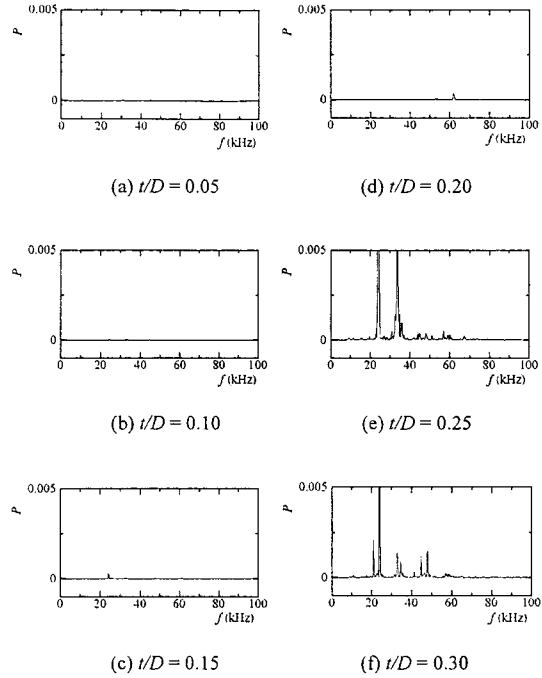 0.005
P
0
0 20 40 60 80 100
f (kHz)
(a) t/D = 0.05
0.005
P
0
0 20 40 60 80 100
f (kHz)
(d) t/D = 0.20
0.005
P
0
0 20 40 60 80 100
f (kHz)
(b) t/D = 0.10
0.005
P
0
0 20 40 60 80 100
f (kHz)
(e) t/D = 0.25
0.005
P
0
0 20 40 60 80 100
f (kHz)
(c) t/D = 0.15
0.005
P
0
0 20 40 60 80 100
f (kHz)
(f) t/D = 0.30